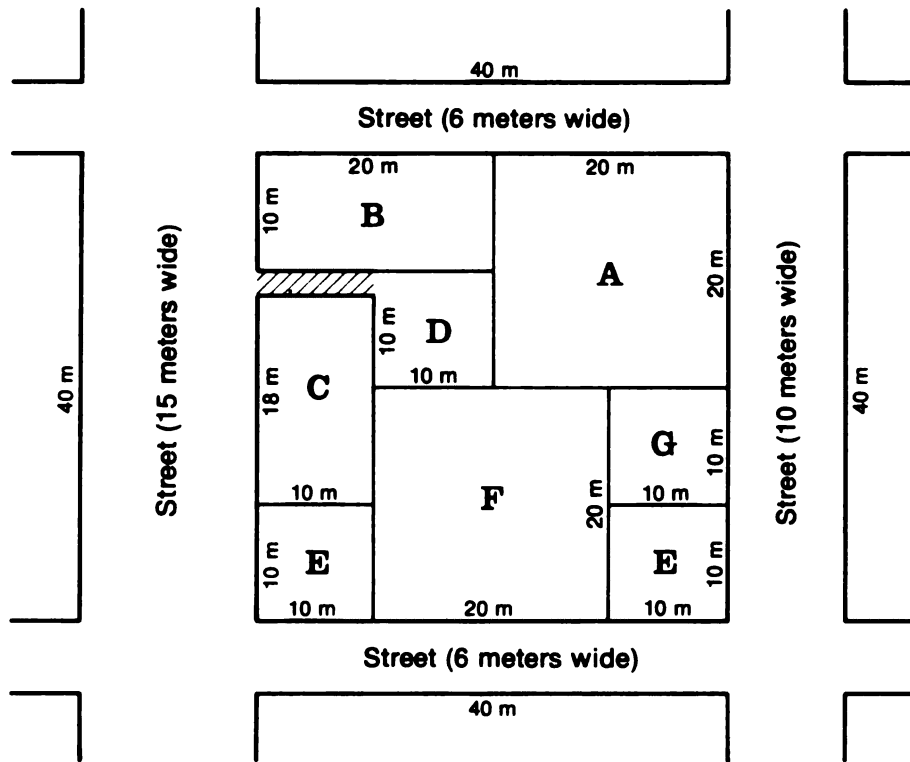 40 m
Street (6 meters wide)
20 m
20 m
10 m
B
20 m
A
Street (15 meters wide)
40 m
10 m
D
10 m
18 m
C
10 m
Street (10 meters wide)
40 m
G
10 m
10 m
F
20 m
10 m
E
10 m
20 m
E
10 m
10 m
Street (6 meters wide)
40 m